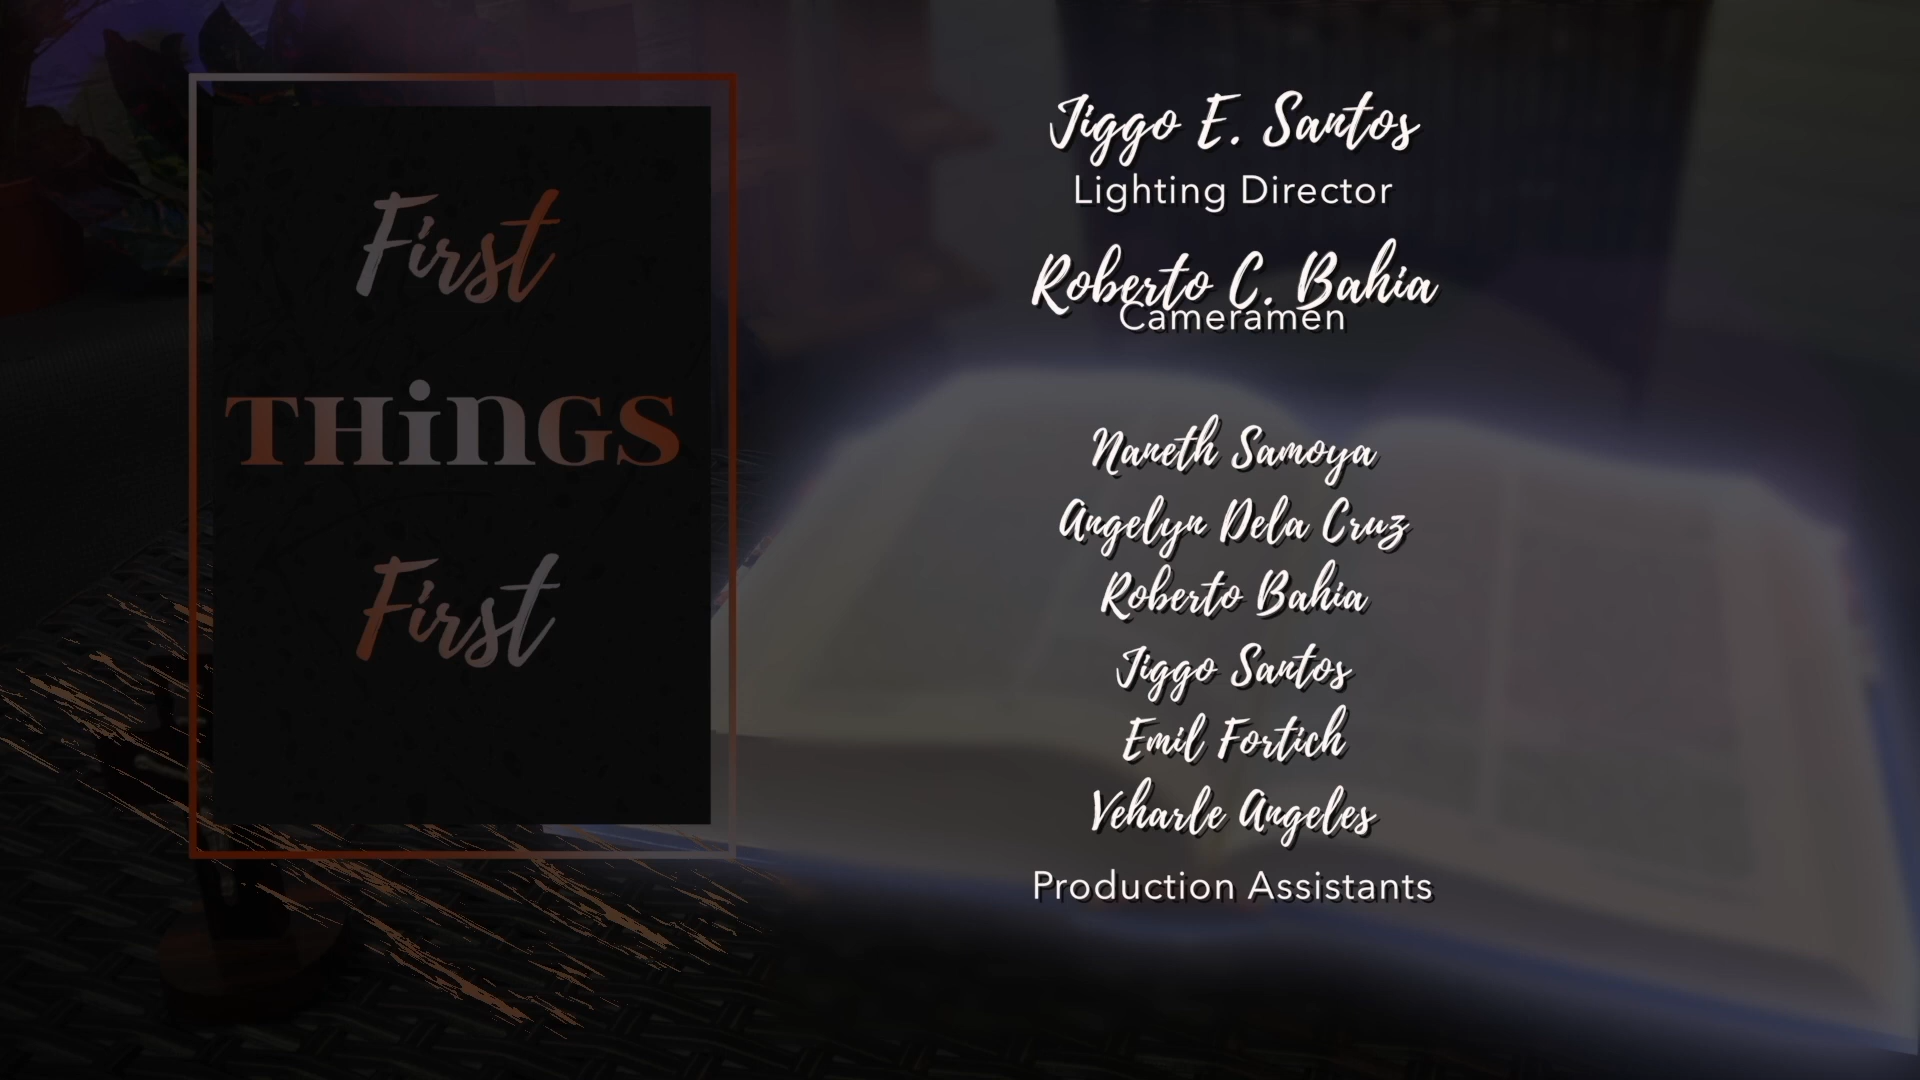 First
THiNGS
First
Jiggo E. Santos
Lighting Director
Roberto C. Bahia
Cameramen
Naneth Samoya
Angelyn Dela Cruz
Roberto Bahia
Jiggo Santos
Emil Fortich
Veharle Angeles
Production Assistants